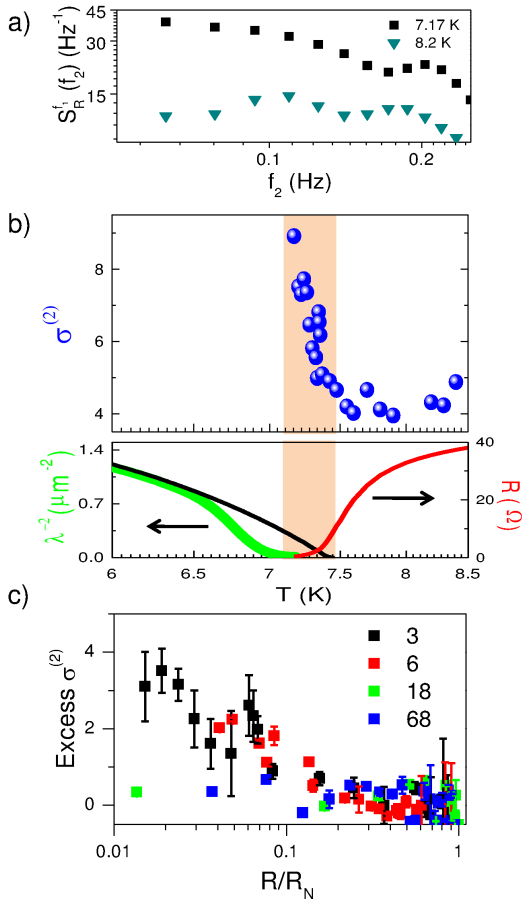 a)
45
30
15
S_R^{f_1} (f_2) (Hz^{-1})
7.17 K
8.2 K
0.1
0.2
f_2 (Hz)
b)
8
6
4
σ^{(2)}
1.4
0.7
0.0
λ^{-2} (μm^{-2})
40
20
0
R (Ω)
6
6.5
7
7.5
8
8.5
T (K)
c)
4
2
0
Excess σ^{(2)}
3
6
18
68
0.01
0.1
1
R/R_N